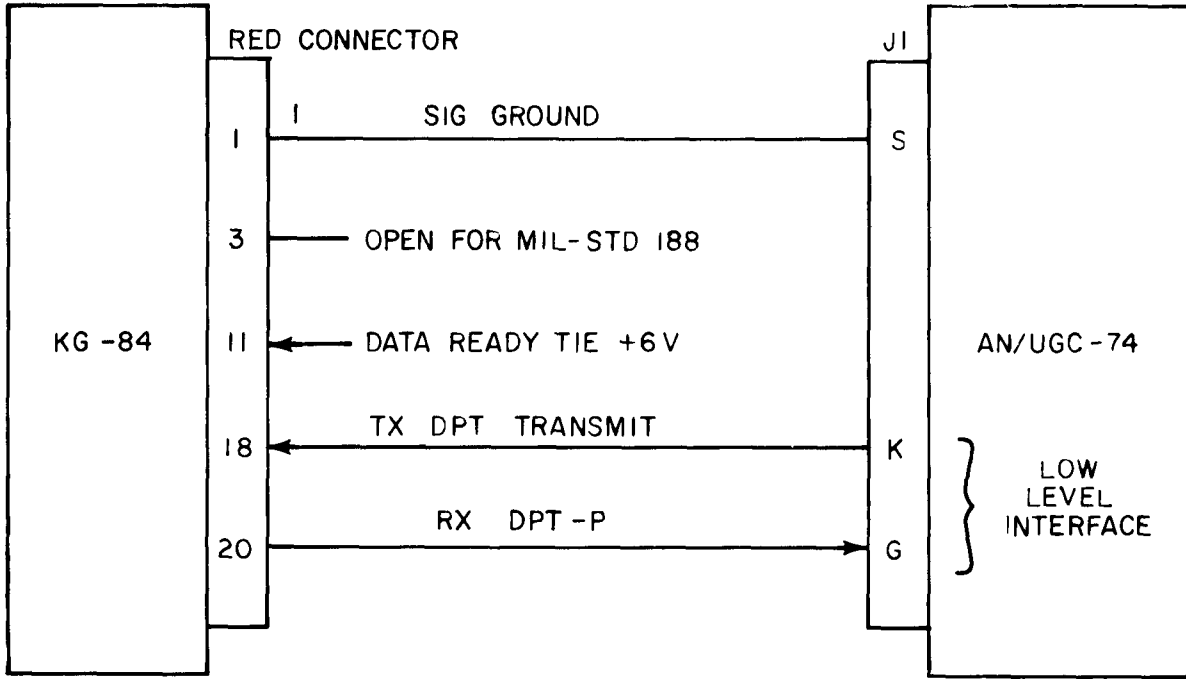 RED CONNECTOR
J1
1
1
SIG GROUND
S
3
OPEN FOR MIL-STD 188
KG-84
11
DATA READY TIE +6V
AN/UGC-74
TX DPT TRANSMIT
18
K
LOW
LEVEL
INTERFACE
RX DPT-P
20
G